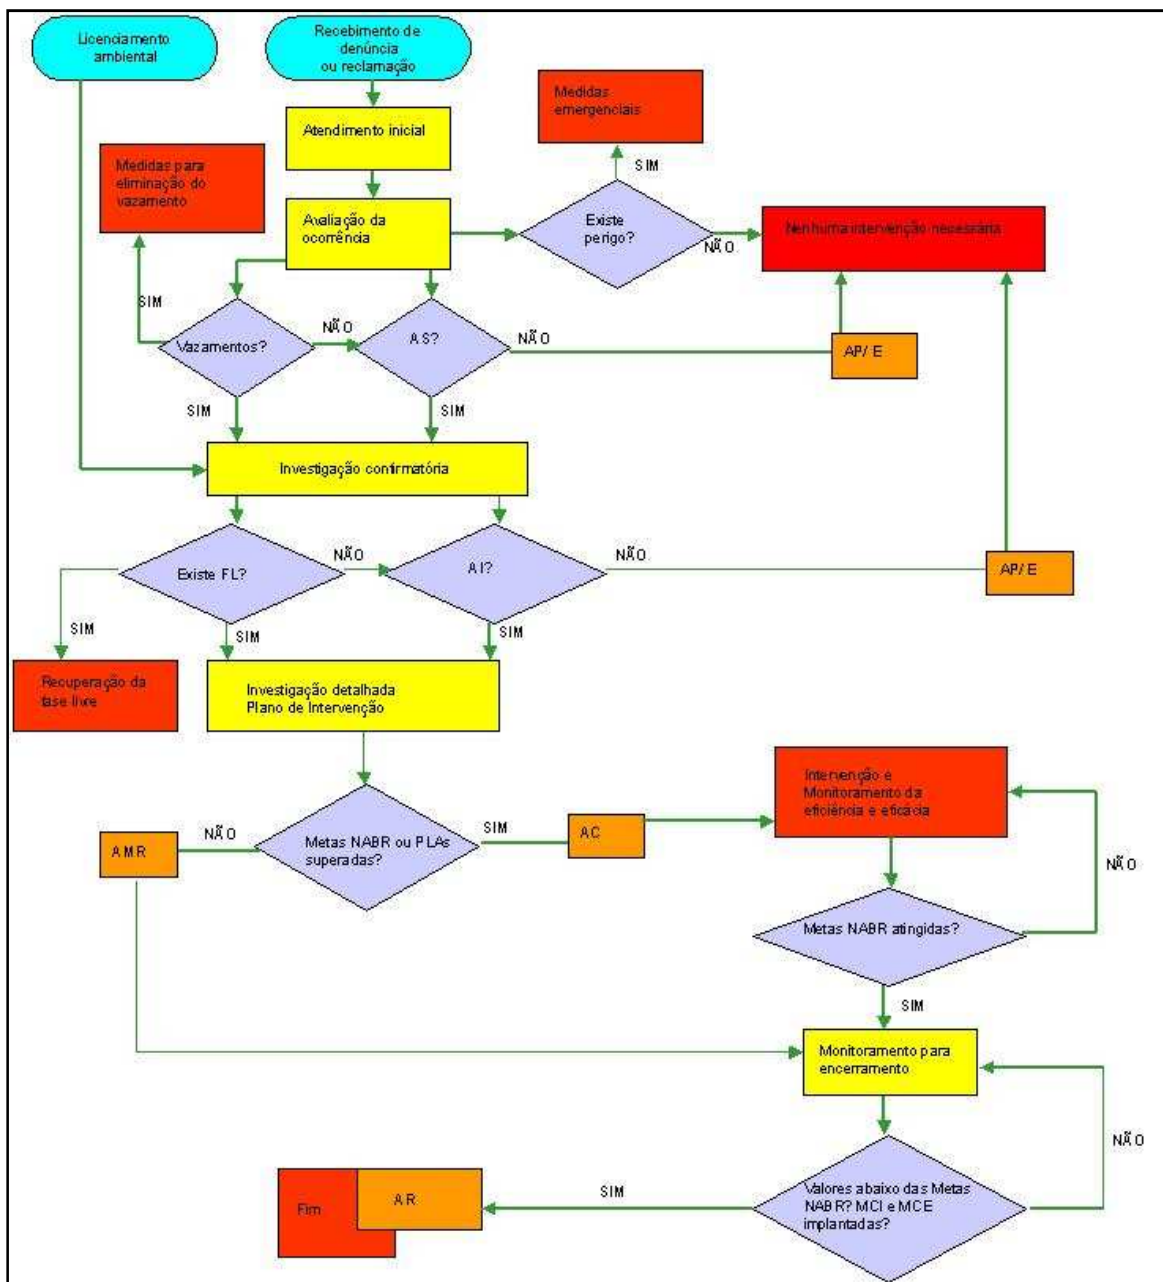 Licenciamento
ambiental
Recebimento de
denúncia
ou reclamação
Medidas
emergenciais
Atendimento inicial
SIM
Medidas para
eliminação do
vazamento
Avaliação da
ocorrência
Existe
perigo?
NÃO
Nenhuma intervenção necessária
SIM
Vazamentos?
NÃO
AS?
NÃO
AP/E
SIM
SIM
Investigação confirmatória
Existe FL?
NÃO
AI?
NÃO
AP/E
SIM
SIM
SIM
Recuperação da
fase livre
Investigação detalhada
Plano de Intervenção
Intervenção e
Monitoramento da
eficiência e eficácia
AMR
NÃO
Metas NABR ou PLAs
superadas?
SIM
AC
NÃO
Metas NABR atingidas?
SIM
Monitoramento para
encerramento
NÃO
Valores abaixo das Metas
NABR? MCI e MCE
implantadas?
SIM
AR
Fim